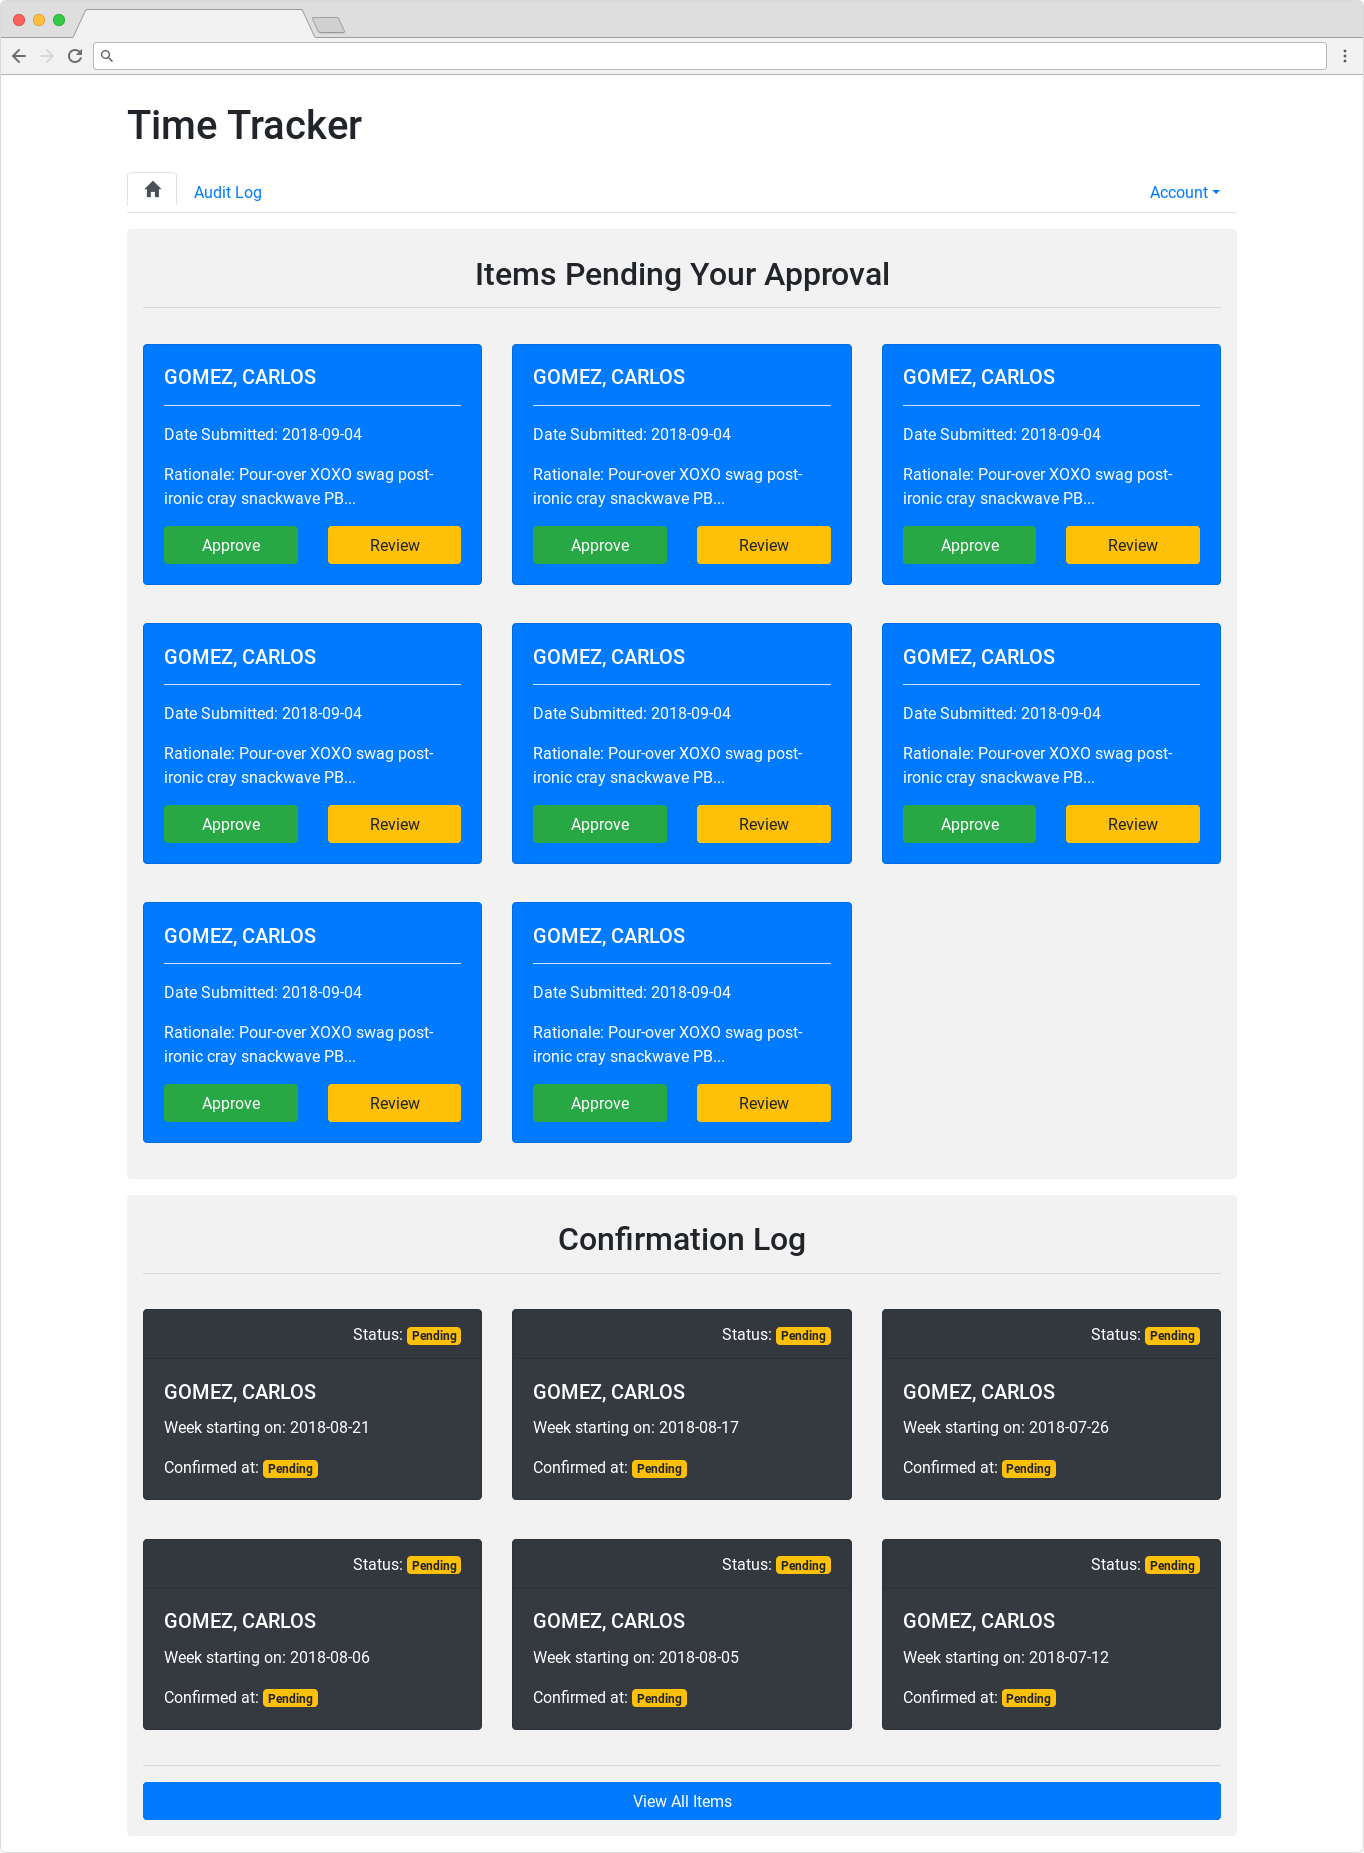 Time Tracker
Audit Log
Account
Items Pending Your Approval
GOMEZ, CARLOS
Date Submitted: 2018-09-04
Rationale: Pour-over XOXO swag post-
ironic cray snackwave PB...
Approve
Review
GOMEZ, CARLOS
Date Submitted: 2018-09-04
Rationale: Pour-over XOXO swag post-
ironic cray snackwave PB...
Approve
Review
GOMEZ, CARLOS
Date Submitted: 2018-09-04
Rationale: Pour-over XOXO swag post-
ironic cray snackwave PB...
Approve
Review
GOMEZ, CARLOS
Date Submitted: 2018-09-04
Rationale: Pour-over XOXO swag post-
ironic cray snackwave PB...
Approve
Review
GOMEZ, CARLOS
Date Submitted: 2018-09-04
Rationale: Pour-over XOXO swag post-
ironic cray snackwave PB...
Approve
Review
GOMEZ, CARLOS
Date Submitted: 2018-09-04
Rationale: Pour-over XOXO swag post-
ironic cray snackwave PB...
Approve
Review
GOMEZ, CARLOS
Date Submitted: 2018-09-04
Rationale: Pour-over XOXO swag post-
ironic cray snackwave PB...
Approve
Review
GOMEZ, CARLOS
Date Submitted: 2018-09-04
Rationale: Pour-over XOXO swag post-
ironic cray snackwave PB...
Approve
Review
Confirmation Log
Status: Pending
GOMEZ, CARLOS
Week starting on: 2018-08-21
Confirmed at: Pending
Status: Pending
GOMEZ, CARLOS
Week starting on: 2018-08-17
Confirmed at: Pending
Status: Pending
GOMEZ, CARLOS
Week starting on: 2018-07-26
Confirmed at: Pending
Status: Pending
GOMEZ, CARLOS
Week starting on: 2018-08-06
Confirmed at: Pending
Status: Pending
GOMEZ, CARLOS
Week starting on: 2018-08-05
Confirmed at: Pending
Status: Pending
GOMEZ, CARLOS
Week starting on: 2018-07-12
Confirmed at: Pending
View All Items